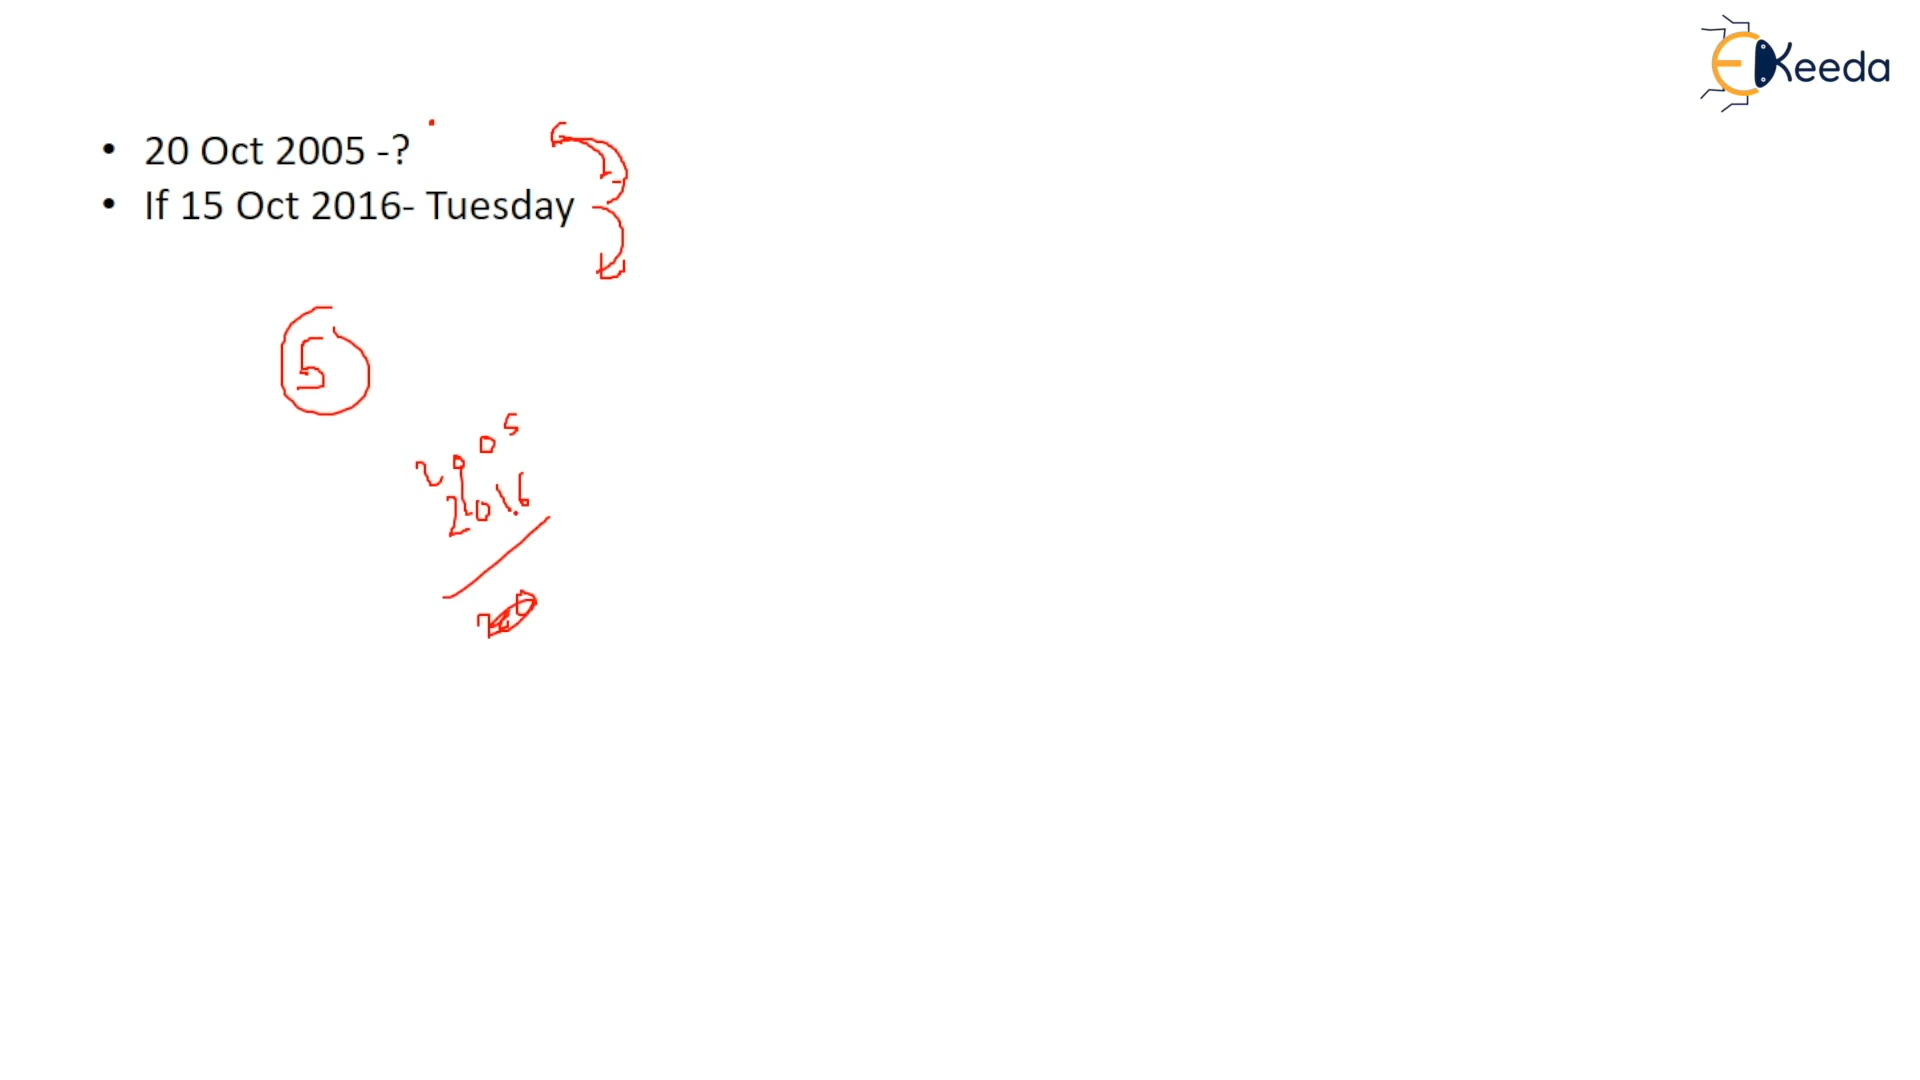 EKeeda
• 20 Oct 2005 -?
• If 15 Oct 2016- Tuesday
5
2005
2016